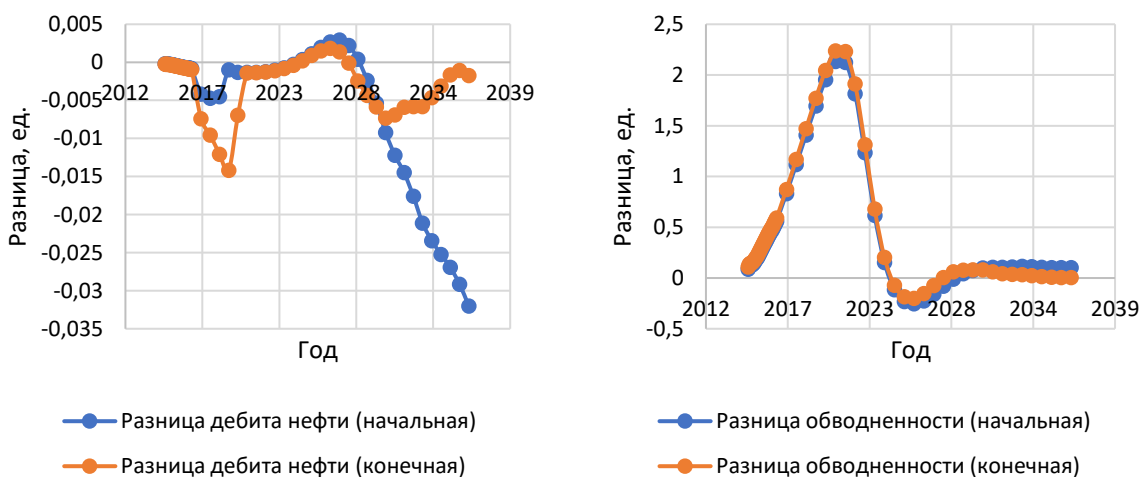 0,005
0
-0,005
-0,01
-0,015
-0,02
-0,025
-0,03
-0,035
2012 2017 2023 2028 2034 2039
Разница, ед.
Год
Разница дебита нефти (начальная)
Разница дебита нефти (конечная)
2,5
2
1,5
1
0,5
0
-0,5
2012 2017 2023 2028 2034 2039
Разница, ед.
Год
Разница обводненности (начальная)
Разница обводненности (конечная)